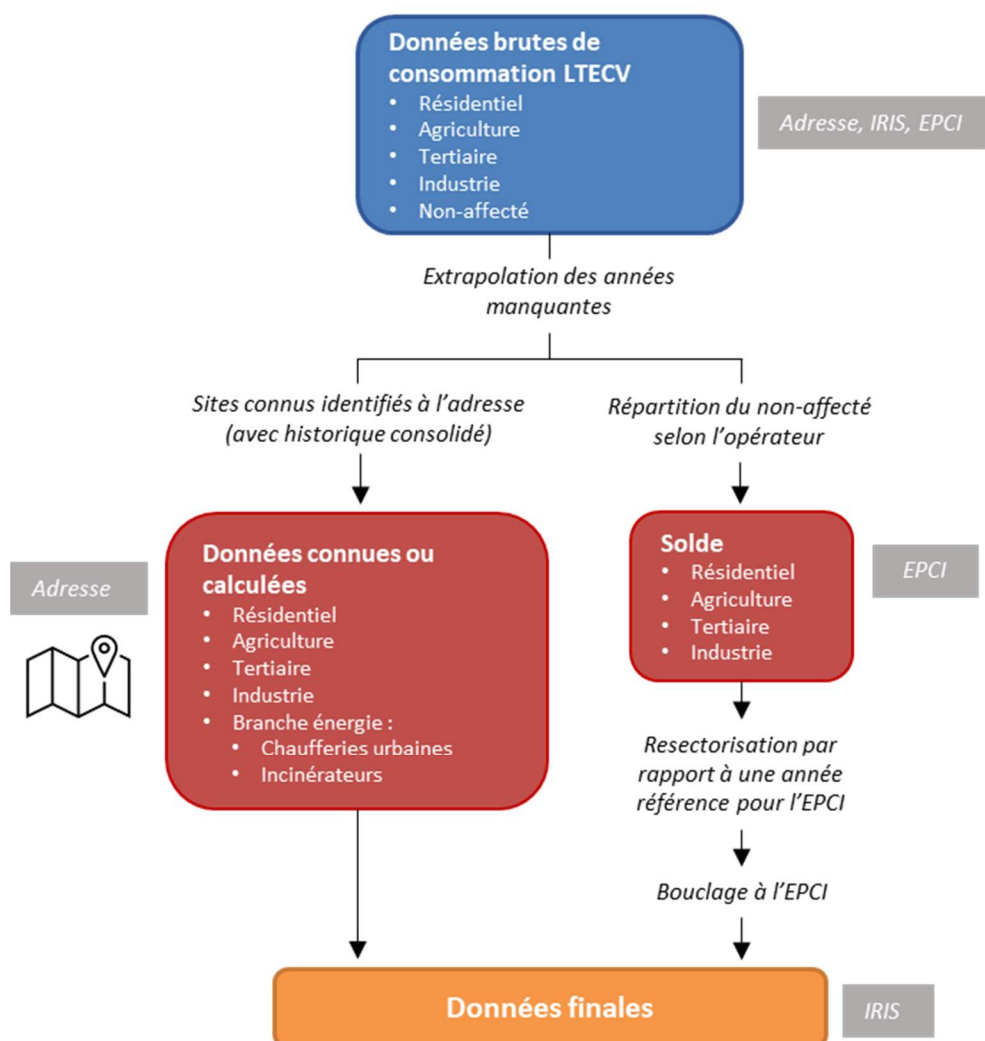 Données brutes de
consommation LTECV
• Résidentiel
• Agriculture
• Tertiaire
• Industrie
• Non-affecté
Adresse, IRIS, EPCI
Extrapolation des années
manquantes
Sites connus identifiés à l'adresse
(avec historique consolidé)
Répartition du non-affecté
selon l'opérateur
Adresse
Données connues ou
calculées
• Résidentiel
• Agriculture
• Tertiaire
• Industrie
• Branche énergie :
• Chaufferies urbaines
• Incinérateurs
Solde
• Résidentiel
• Agriculture
• Tertiaire
• Industrie
EPCI
Resectorisation par
rapport à une année
référence pour l'EPCI
Bouclage à l'EPCI
Données finales
IRIS